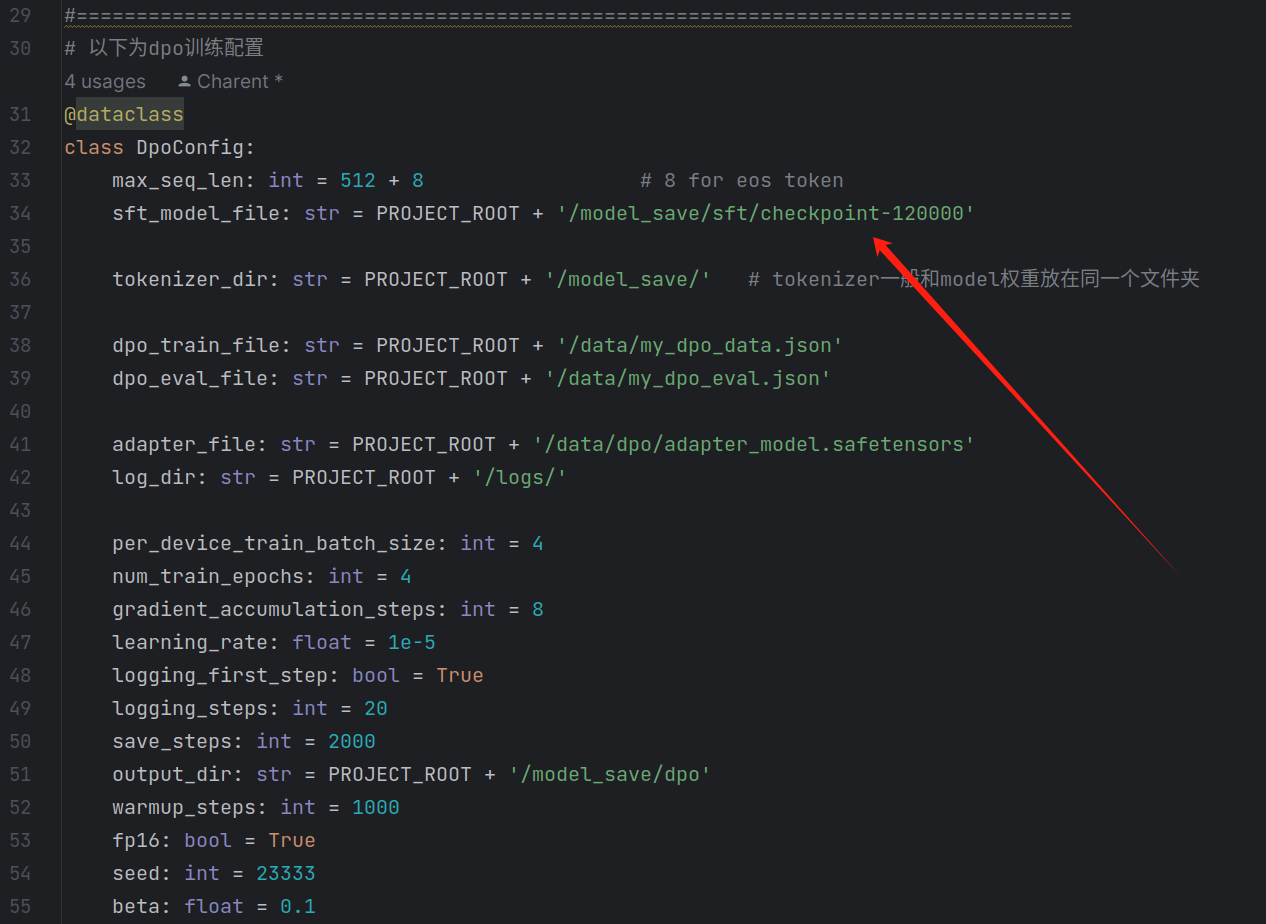 29 #===================================================================================
30 # 以下为dpo训练配置
4 usages Charent *
31 @dataclass
32 class DpoConfig:
33 max_seq_len: int = 512 + 8 # 8 for eos token
34 sft_model_file: str = PROJECT_ROOT + '/model_save/sft/checkpoint-120000'
35
36 tokenizer_dir: str = PROJECT_ROOT + '/model_save/' # tokenizer一般和model权重放在同一个文件夹
37
38 dpo_train_file: str = PROJECT_ROOT + '/data/my_dpo_data.json'
39 dpo_eval_file: str = PROJECT_ROOT + '/data/my_dpo_eval.json'
40
41 adapter_file: str = PROJECT_ROOT + '/data/dpo/adapter_model.safetensors'
42 log_dir: str = PROJECT_ROOT + '/logs/'
43
44 per_device_train_batch_size: int = 4
45 num_train_epochs: int = 4
46 gradient_accumulation_steps: int = 8
47 learning_rate: float = 1e-5
48 logging_first_step: bool = True
49 logging_steps: int = 20
50 save_steps: int = 2000
51 output_dir: str = PROJECT_ROOT + '/model_save/dpo'
52 warmup_steps: int = 1000
53 fp16: bool = True
54 seed: int = 23333
55 beta: float = 0.1